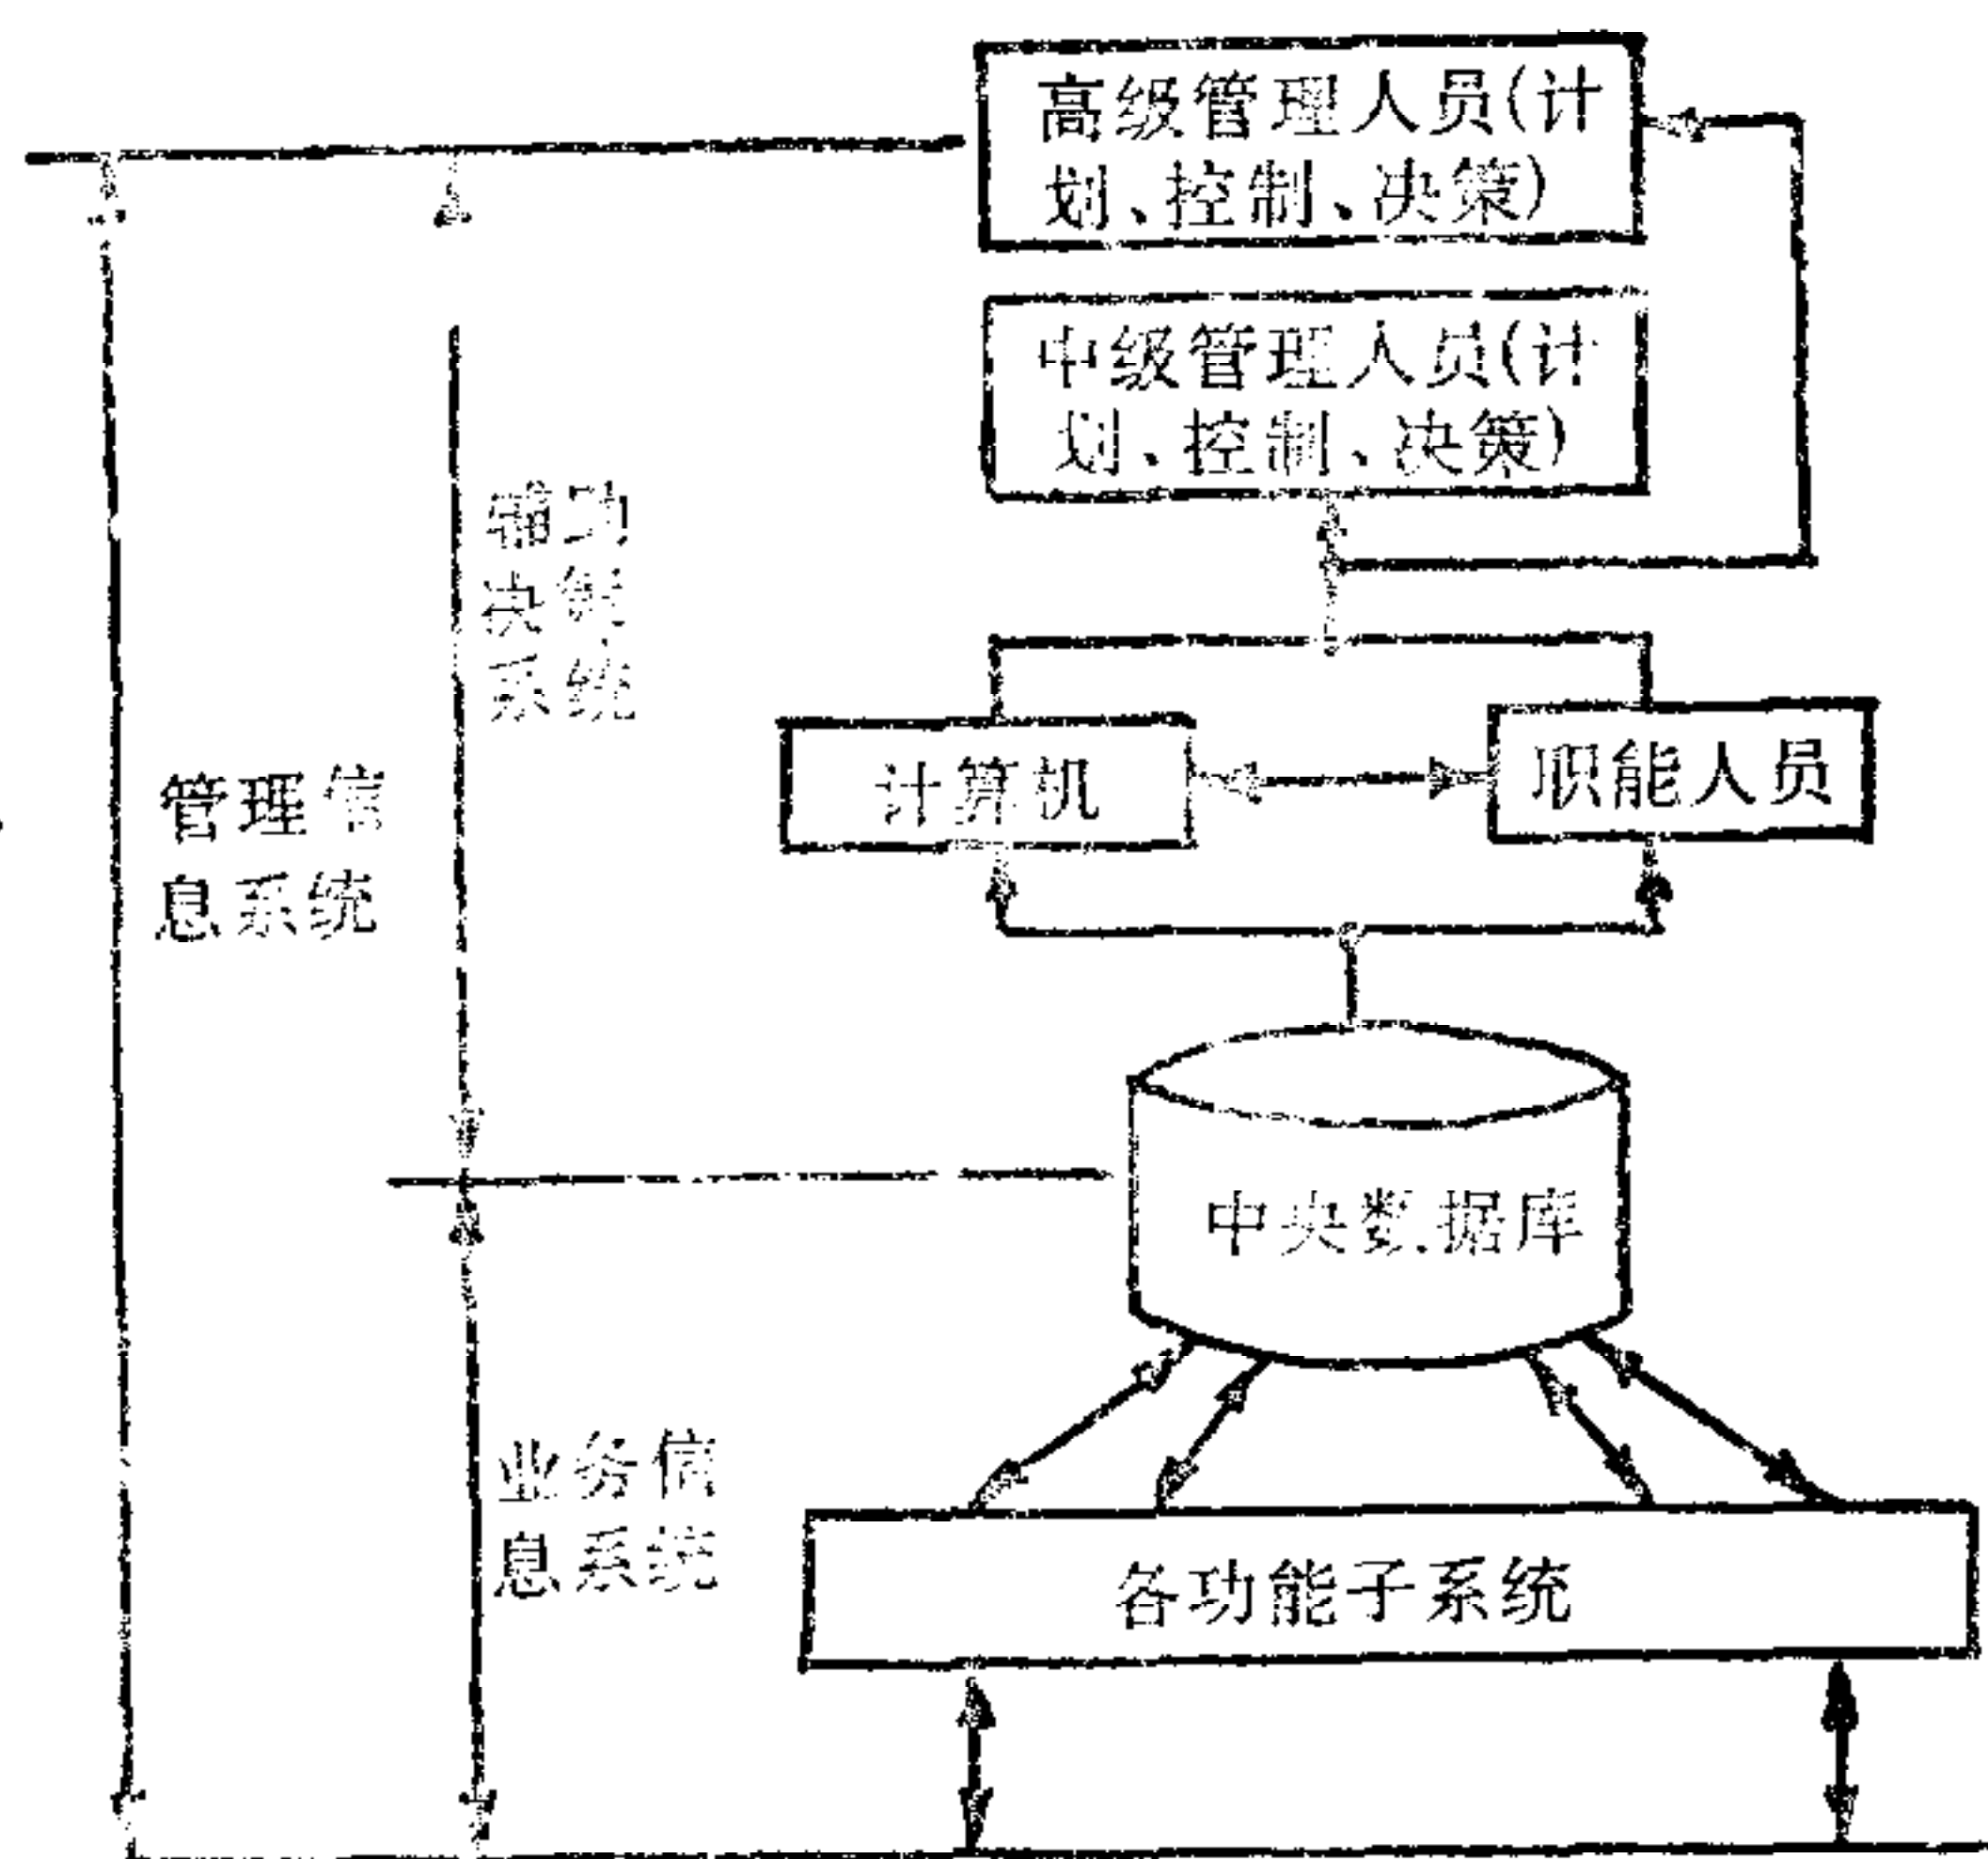 高级管理人员(计
划、控制、决策)
中级管理人员(计
划、控制、决策)
辅助
决策
系统
计算机
职能人员
管理信
息系统
中央数据库
业务信
息系统
各功能子系统